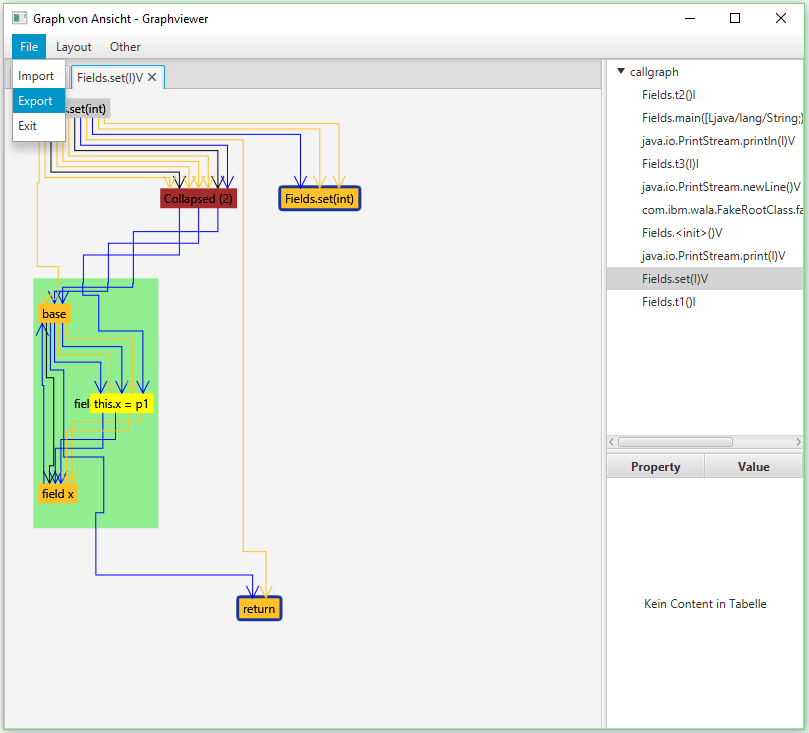 Graph von Ansicht - Graphviewer
File Layout Other
Import
Export
Exit
Fields.set(I)V
.set(int)
Collapsed (2)
Fields.set(int)
base
fiel
this.x = p1
field x
return
callgraph
Fields.t2()I
Fields.main([Ljava/lang/String;)
java.io.PrintStream.println(I)V
Fields.t3(I)I
java.io.PrintStream.newLine()V
com.ibm.wala.FakeRootClass.fa
Fields.<init>()V
java.io.PrintStream.print(I)V
Fields.set(I)V
Fields.t1()I
Property Value
Kein Content in Tabelle